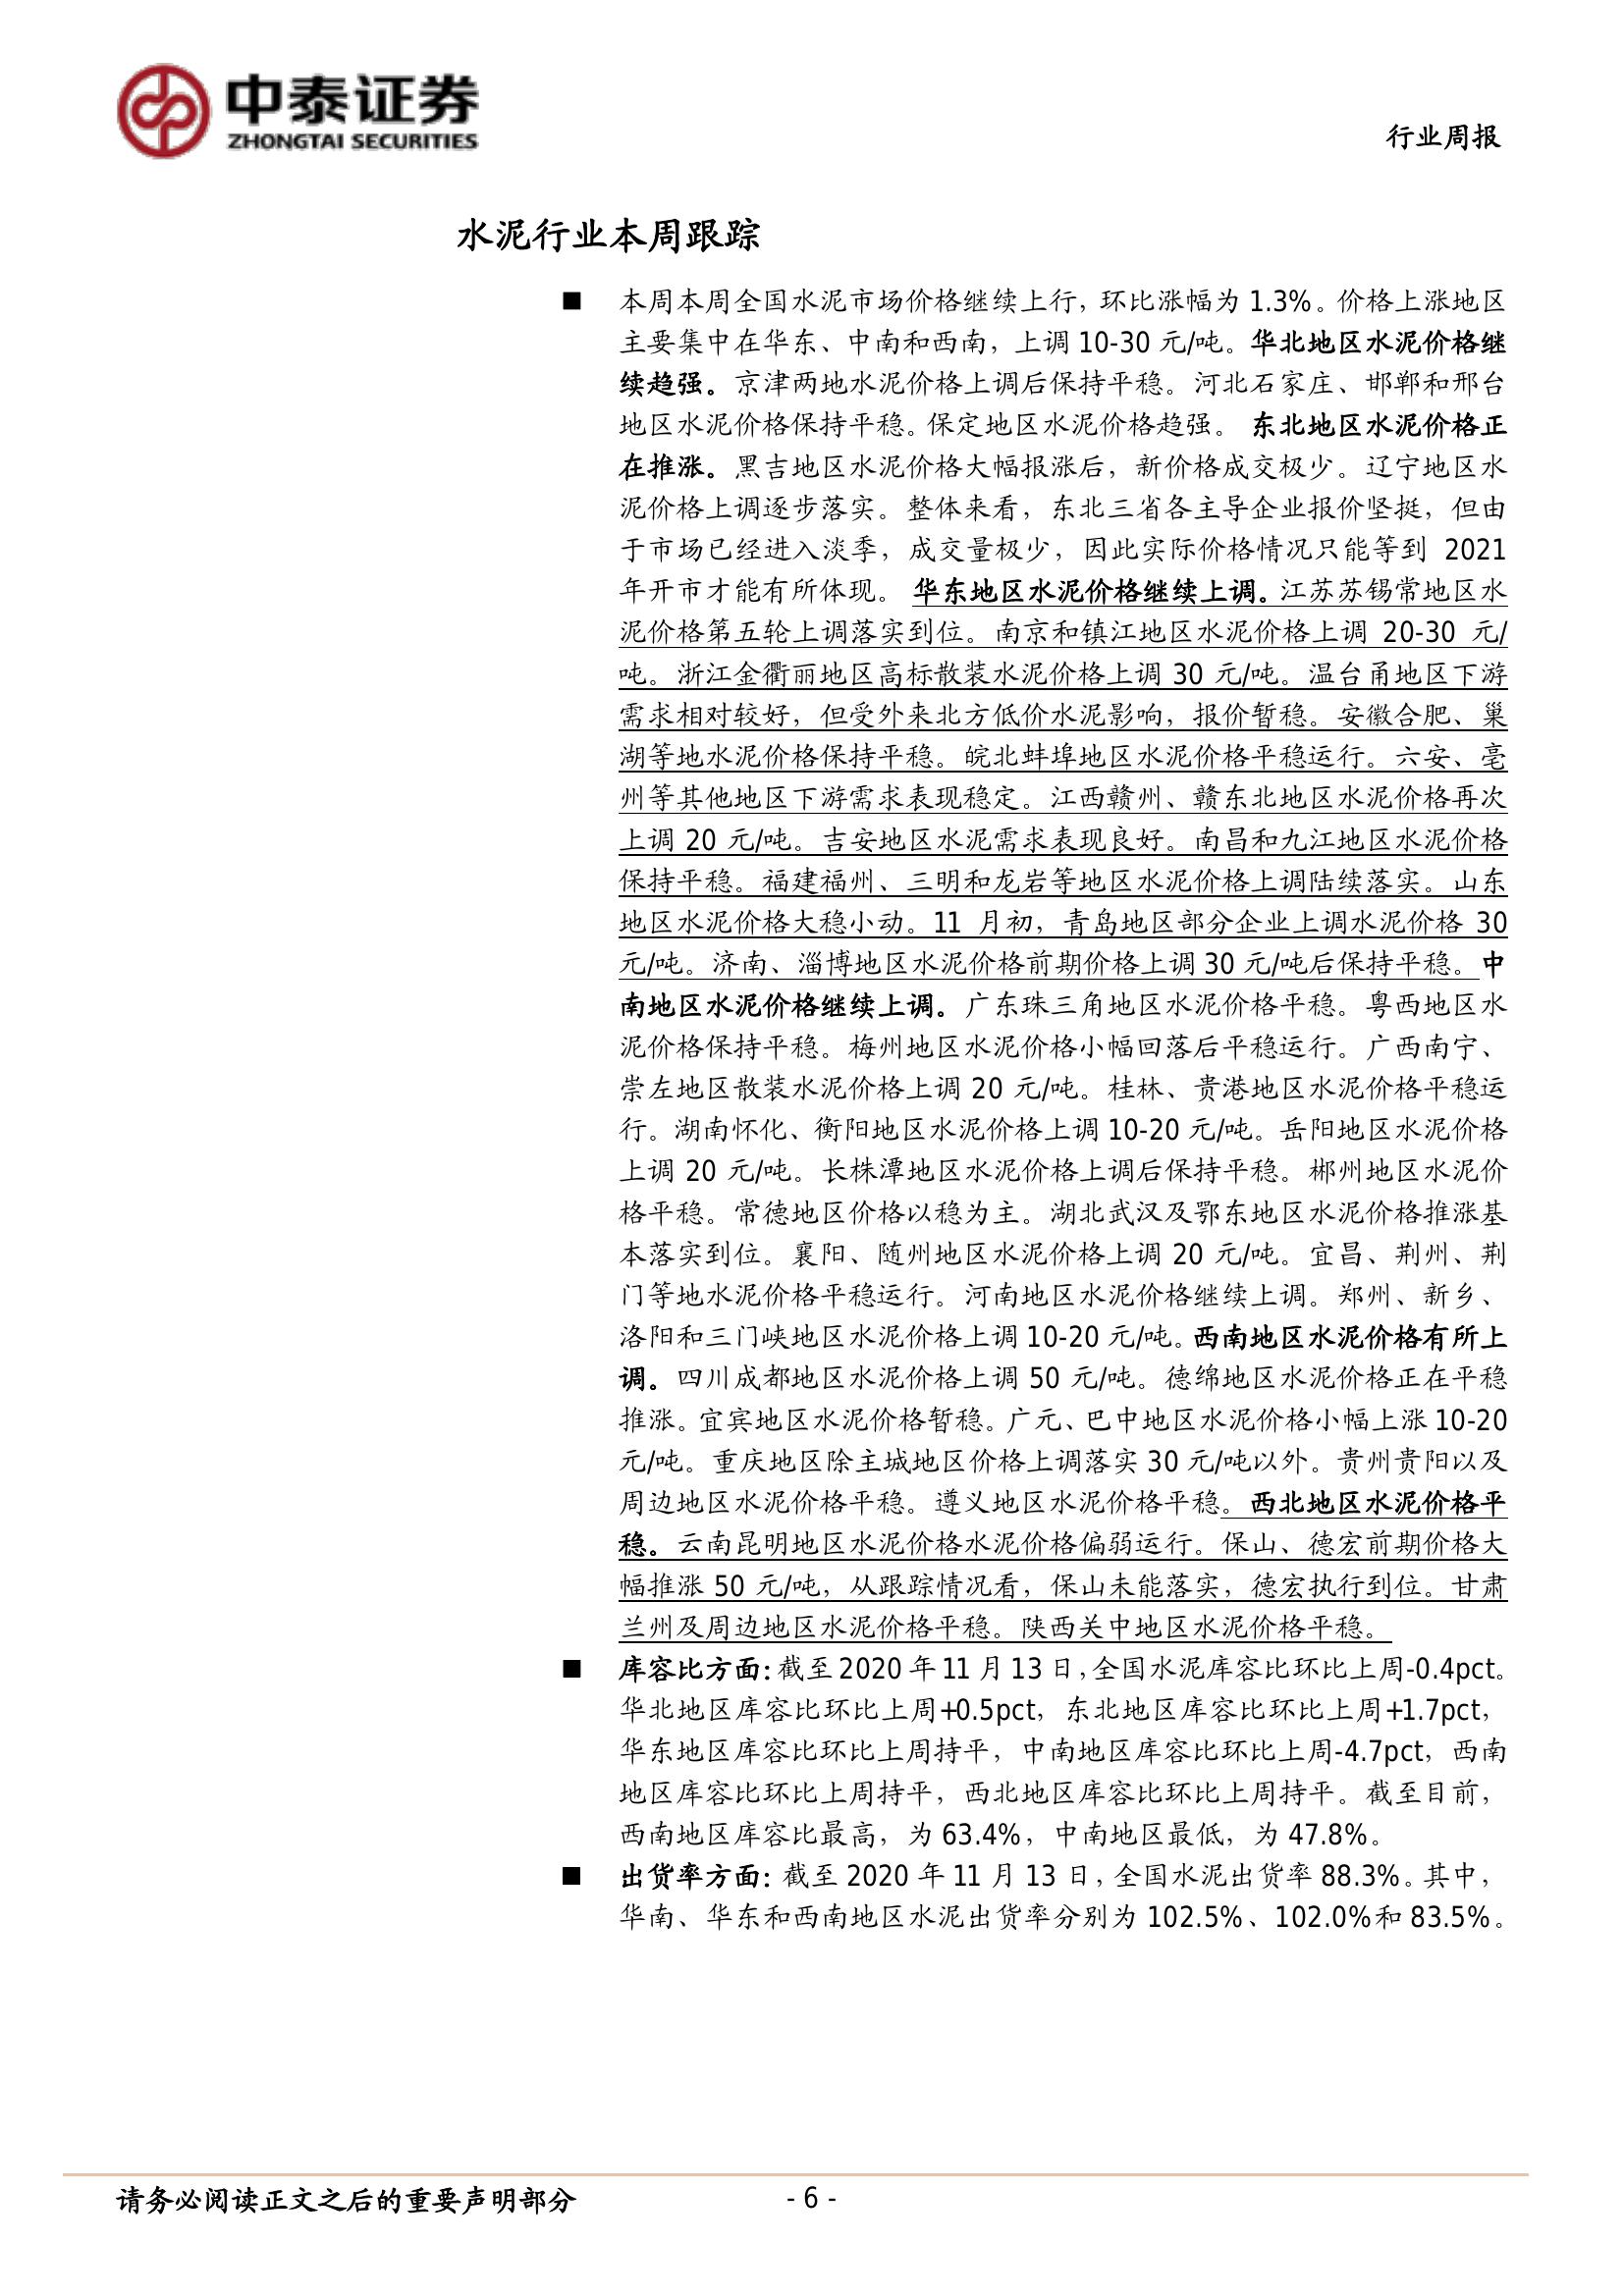 中泰证券
ZHONGTAI SECURITIES
行业周报
水泥行业本周跟踪
■ 本周本周全国水泥市场价格继续上行，环比涨幅为 1.3%。价格上涨地区
主要集中在华东、中南和西南，上调 10-30 元/吨。华北地区水泥价格继
续趋强。京津两地水泥价格上调后保持平稳。河北石家庄、邯郸和邢台
地区水泥价格保持平稳。保定地区水泥价格趋强。 东北地区水泥价格正
在推涨。黑吉地区水泥价格大幅报涨后，新价格成交极少。辽宁地区水
泥价格上调逐步落实。整体来看，东北三省各主导企业报价坚挺，但由
于市场已经进入淡季，成交量极少，因此实际价格情况只能等到 2021
年开市才能有所体现。 华东地区水泥价格继续上调。江苏苏锡常地区水
泥价格第五轮上调落实到位。南京和镇江地区水泥价格上调 20-30 元/
吨。浙江金衢丽地区高标散装水泥价格上调 30 元/吨。温台甬地区下游
需求相对较好，但受外来北方低价水泥影响，报价暂稳。安徽合肥、巢
湖等地水泥价格保持平稳。皖北蚌埠地区水泥价格平稳运行。六安、亳
州等其他地区下游需求表现稳定。江西赣州、赣东北地区水泥价格再次
上调 20 元/吨。吉安地区水泥需求表现良好。南昌和九江地区水泥价格
保持平稳。福建福州、三明和龙岩等地区水泥价格上调陆续落实。山东
地区水泥价格大稳小动。11 月初，青岛地区部分企业上调水泥价格 30
元/吨。济南、淄博地区水泥价格前期价格上调 30 元/吨后保持平稳。中
南地区水泥价格继续上调。广东珠三角地区水泥价格平稳。粤西地区水
泥价格保持平稳。梅州地区水泥价格小幅回落后平稳运行。广西南宁、
崇左地区散装水泥价格上调 20 元/吨。桂林、贵港地区水泥价格平稳运
行。湖南怀化、衡阳地区水泥价格上调 10-20 元/吨。岳阳地区水泥价格
上调 20 元/吨。长株潭地区水泥价格上调后保持平稳。郴州地区水泥价
格平稳。常德地区价格以稳为主。湖北武汉及鄂东地区水泥价格推涨基
本落实到位。襄阳、随州地区水泥价格上调 20 元/吨。宜昌、荆州、荆
门等地水泥价格平稳运行。河南地区水泥价格继续上调。郑州、新乡、
洛阳和三门峡地区水泥价格上调 10-20 元/吨。西南地区水泥价格有所上
调。四川成都地区水泥价格上调 50 元/吨。德绵地区水泥价格正在平稳
推涨。宜宾地区水泥价格暂稳。广元、巴中地区水泥价格小幅上涨 10-20
元/吨。重庆地区除主城地区价格上调落实 30 元/吨以外。贵州贵阳以及
周边地区水泥价格平稳。遵义地区水泥价格平稳。西北地区水泥价格平
稳。云南昆明地区水泥价格水泥价格偏弱运行。保山、德宏前期价格大
幅推涨 50 元/吨，从跟踪情况看，保山未能落实，德宏执行到位。甘肃
兰州及周边地区水泥价格平稳。陕西关中地区水泥价格平稳。
■ 库容比方面：截至 2020 年 11 月 13 日，全国水泥库容比环比上周-0.4pct。
华北地区库容比环比上周+0.5pct，东北地区库容比环比上周+1.7pct，
华东地区库容比环比上周持平，中南地区库容比环比上周-4.7pct，西南
地区库容比环比上周持平，西北地区库容比环比上周持平。截至目前，
西南地区库容比最高，为 63.4%，中南地区最低，为 47.8%。
■ 出货率方面：截至 2020 年 11 月 13 日，全国水泥出货率 88.3%。其中，
华南、华东和西南地区水泥出货率分别为 102.5%、102.0%和 83.5%。
请务必阅读正文之后的重要声明部分
- 6 -